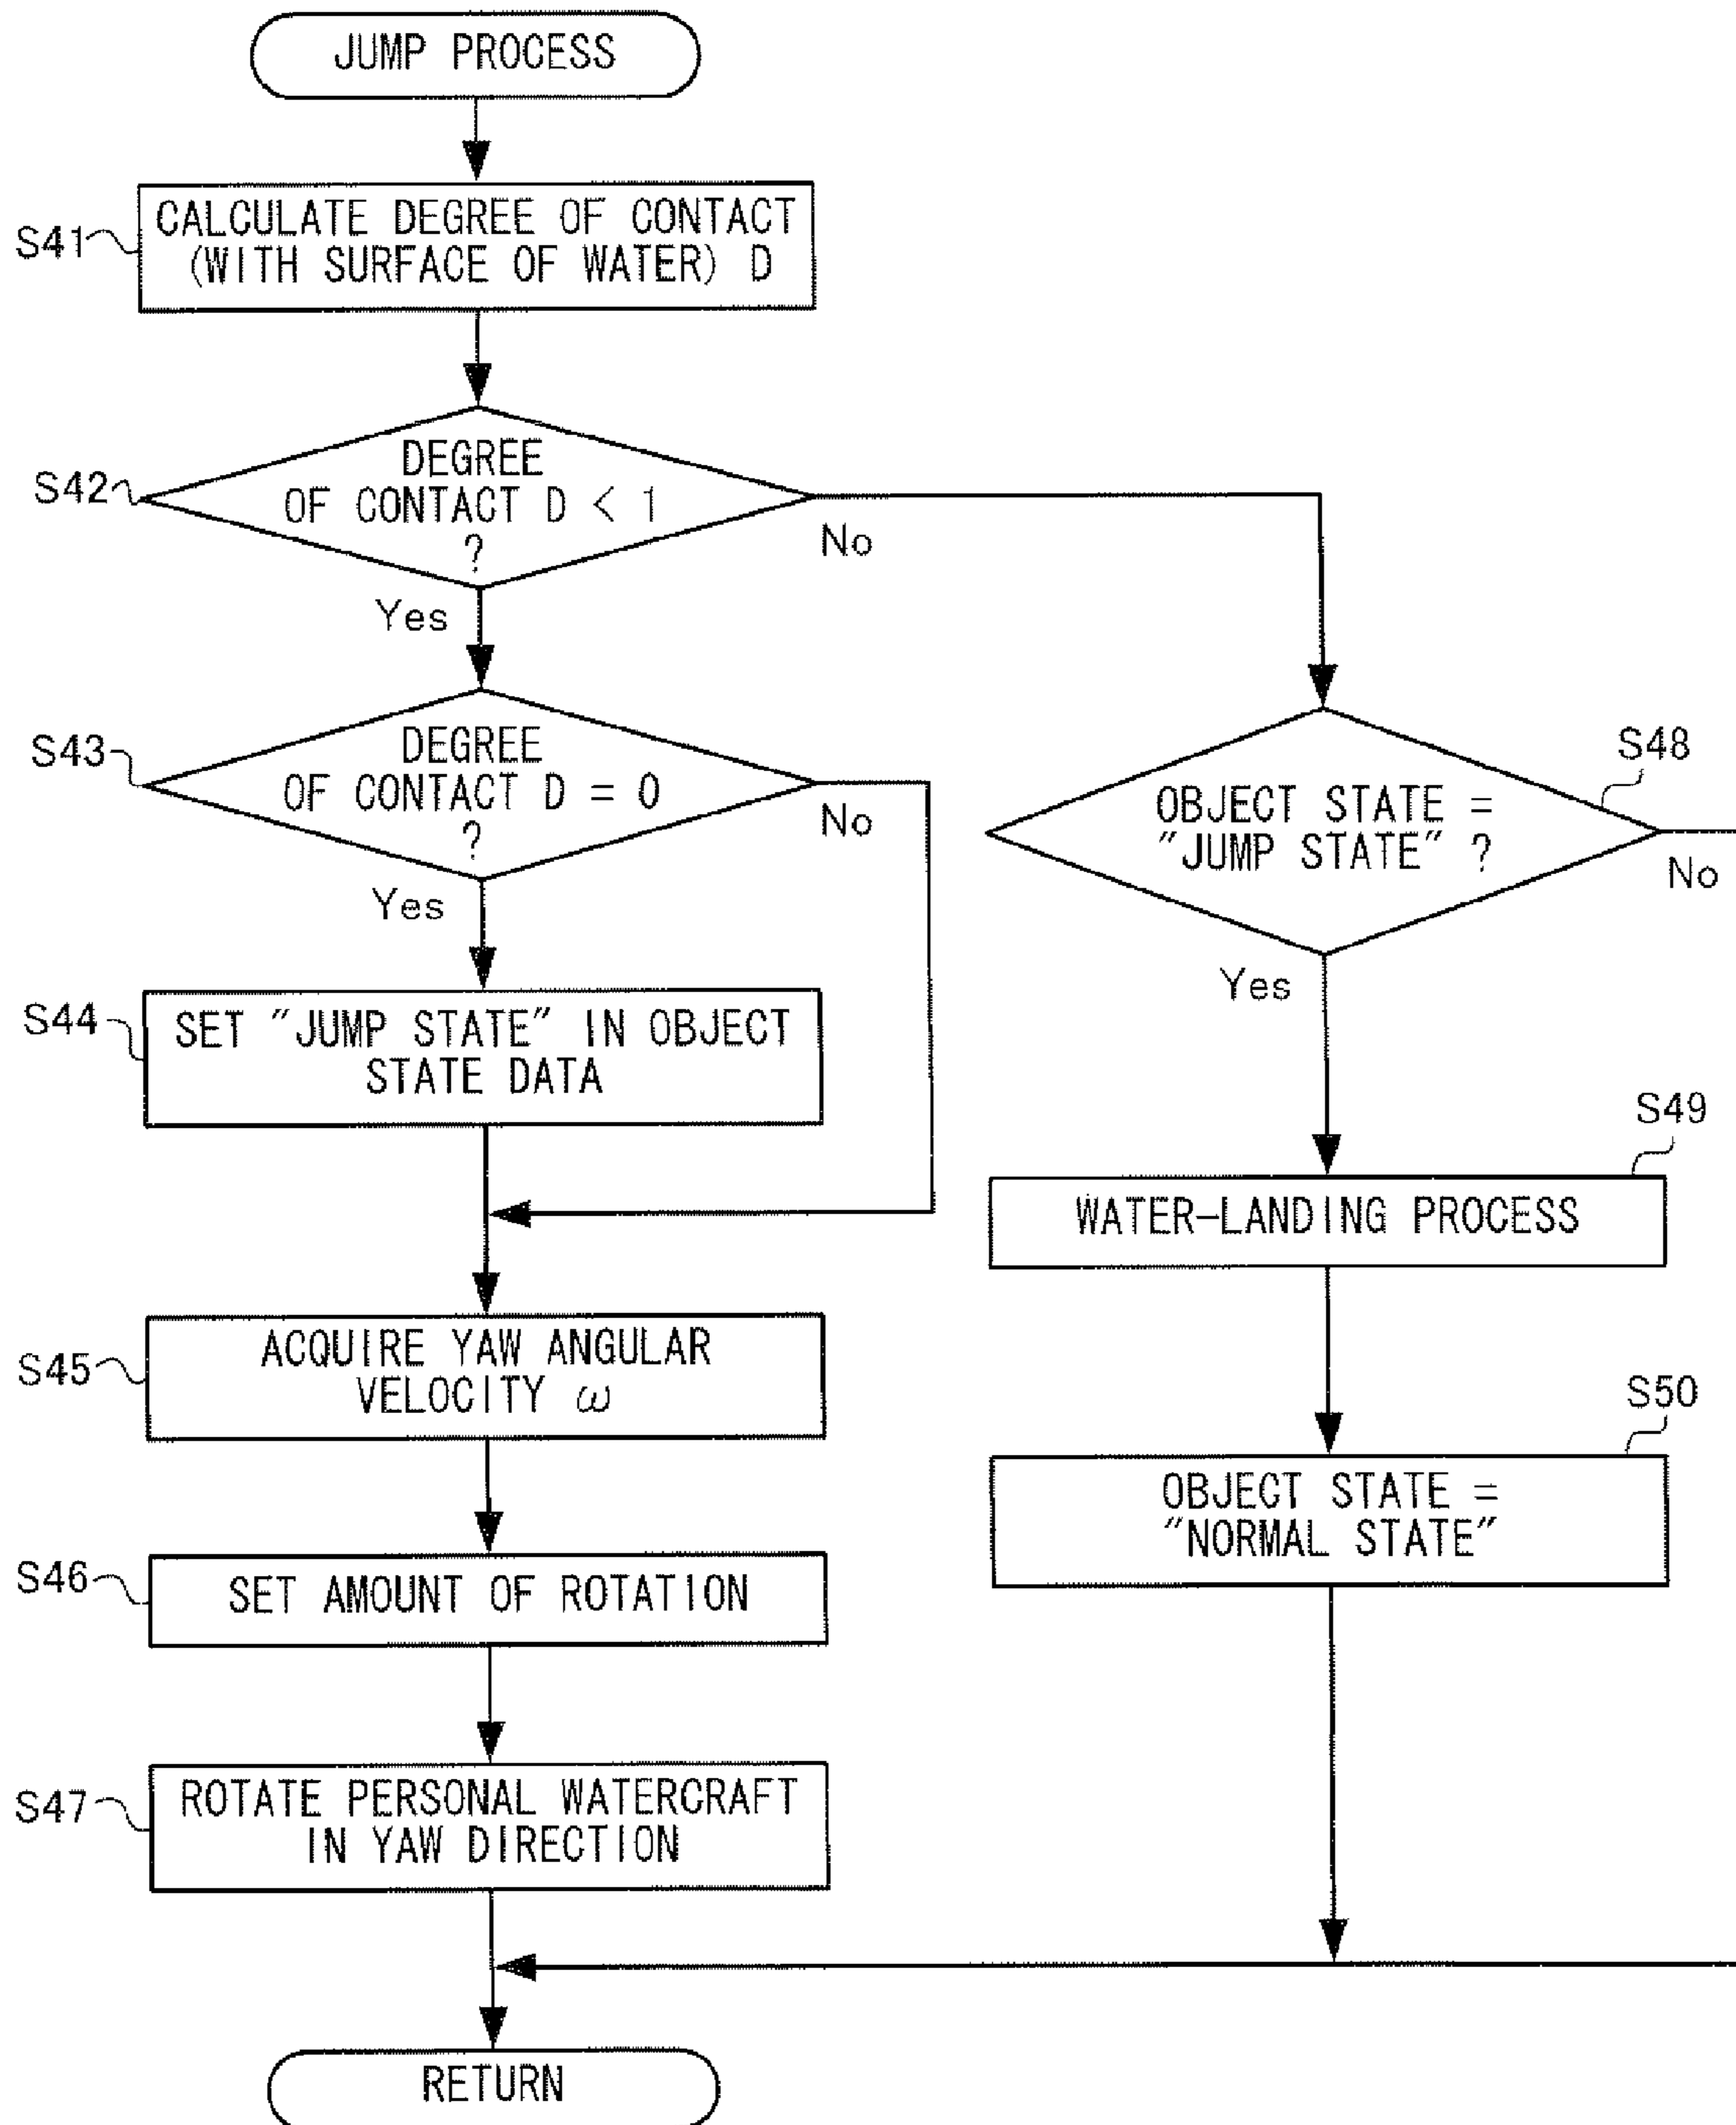 JUMP PROCESS
S41
CALCULATE DEGREE OF CONTACT
(WITH SURFACE OF WATER) D
S42
DEGREE
OF CONTACT D < 1
?
No
Yes
S43
DEGREE
OF CONTACT D = 0
?
No
Yes
S48
OBJECT STATE =
"JUMP STATE" ?
No
Yes
S44
SET "JUMP STATE" IN OBJECT
STATE DATA
S49
WATER-LANDING PROCESS
S45
ACQUIRE YAW ANGULAR
VELOCITY ω
S50
OBJECT STATE =
"NORMAL STATE"
S46
SET AMOUNT OF ROTATION
S47
ROTATE PERSONAL WATERCRAFT
IN YAW DIRECTION
RETURN